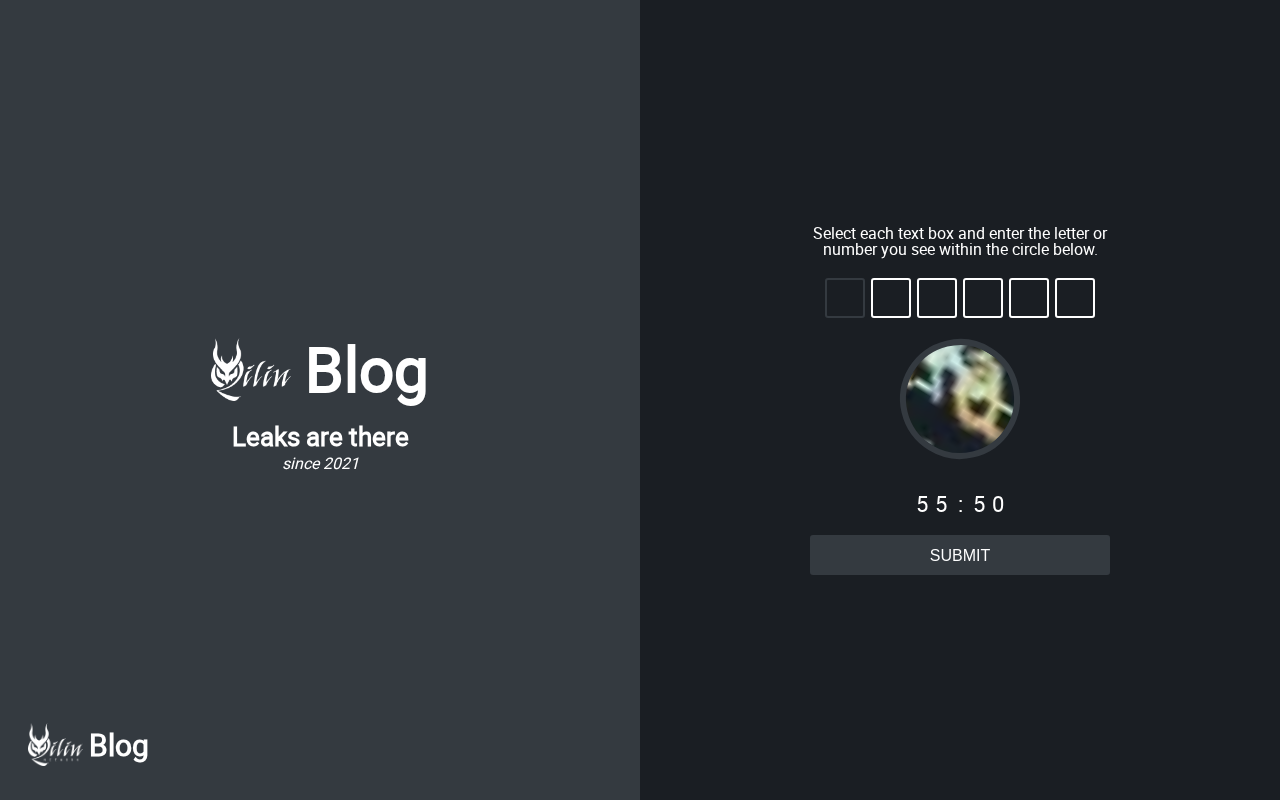 Qilin Blog
Leaks are there
since 2021
Select each text box and enter the letter or
number you see within the circle below.
55:50
SUBMIT
Qilin Blog